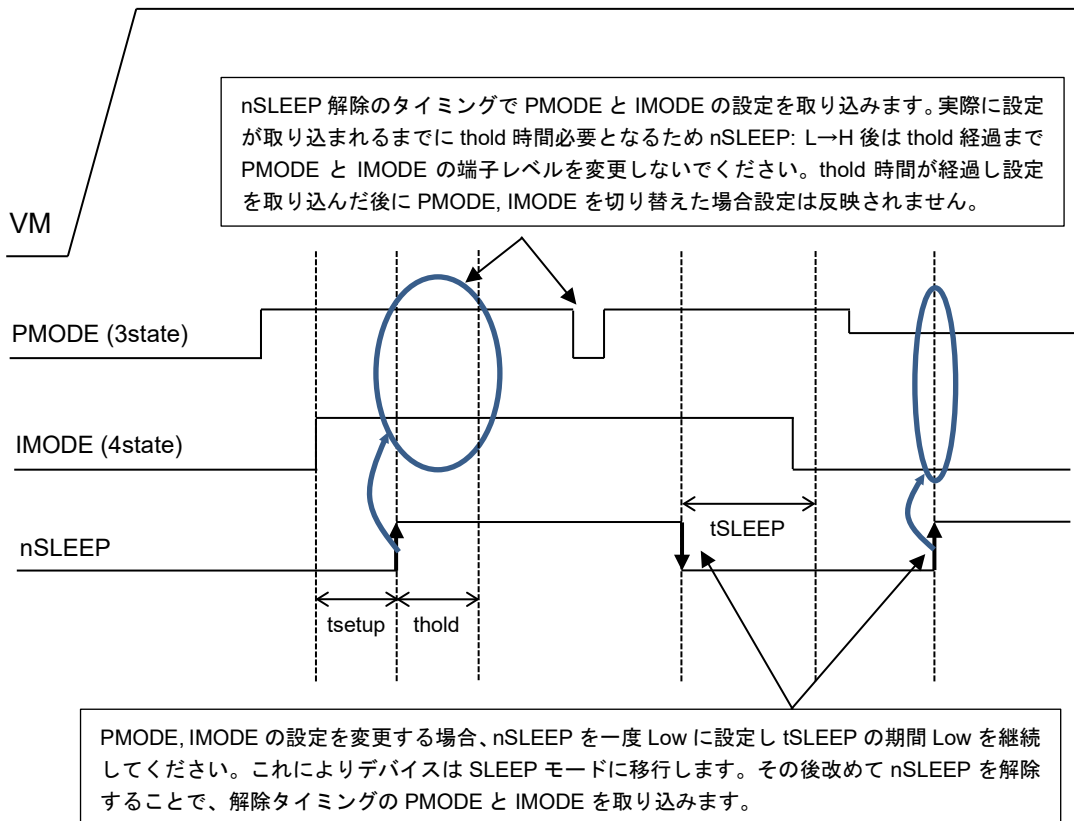 nSLEEP 解除のタイミングで PMODE と IMODE の設定を取り込みます。実際に設定
が取り込まれるまでに thold 時間必要となるため nSLEEP: L→H 後は thold 経過まで
PMODE と IMODE の端子レベルを変更しないでください。thold 時間が経過し設定
を取り込んだ後に PMODE, IMODE を切り替えた場合設定は反映されません。
VM
PMODE (3state)
IMODE (4state)
nSLEEP
tSLEEP
tsetup
thold
PMODE, IMODE の設定を変更する場合、nSLEEP を一度 Low に設定し tSLEEP の期間 Low を継続
してください。これによりデバイスは SLEEP モードに移行します。その後改めて nSLEEP を解除
することで、解除タイミングの PMODE と IMODE を取り込みます。